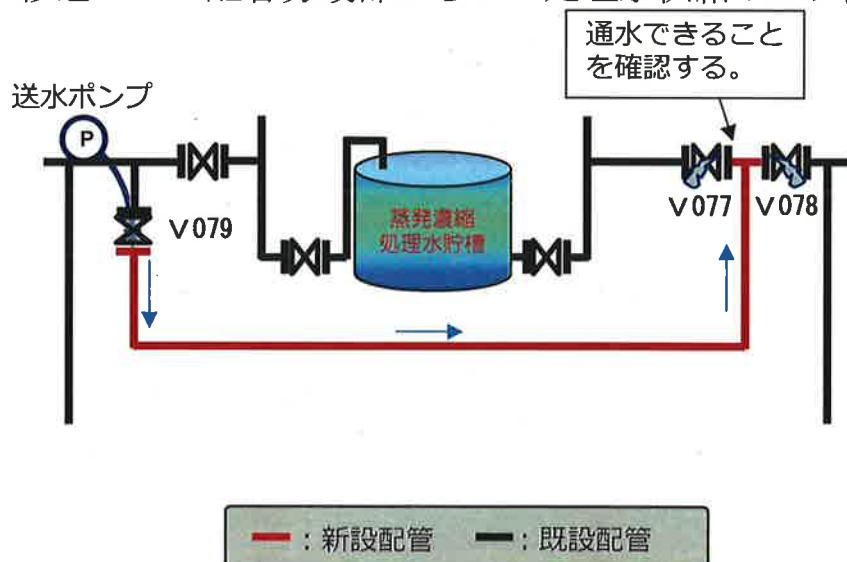 通水できること
を確認する。
送水ポンプ
P
V079
蒸発濃縮
処理水貯槽
V077
V078
：新設配管
：既設配管